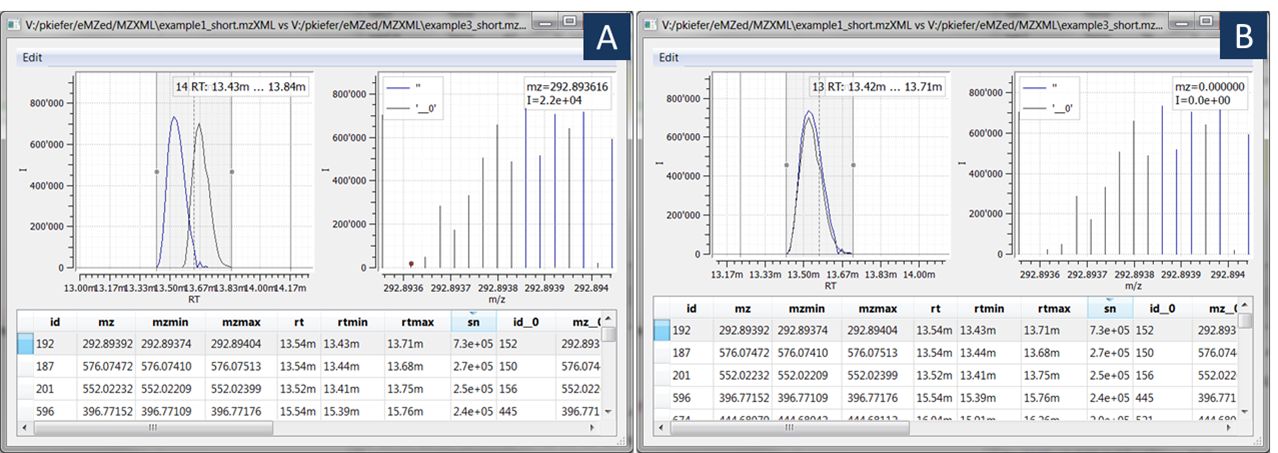 V:/pkiefer/eMZed/MZXML\example1_short.mzXML vs V:/pkiefer/eMZed/MZXML\example3_short.mz...
A
Edit
14 RT: 13.43m ... 13.84m
800'000
600'000
400'000
200'000
0
I
13.00m 13.17m 13.33m 13.50m 13.67m 13.83m 14.00m 14.17m
RT
''
'__0'
mz=292.893616
I=2.2e+04
800'000
600'000
400'000
200'000
0
I
292.8936 292.8937 292.8938 292.8939 292.894
m/z
id mz mzmin mzmax rt rtmin rtmax sn id__0 mz__(
192 292.89392 292.89374 292.89404 13.54m 13.43m 13.71m 7.3e+05 152 292.893
187 576.07472 576.07410 576.07513 13.54m 13.44m 13.68m 2.7e+05 150 576.074
201 552.02232 552.02209 552.02399 13.52m 13.41m 13.75m 2.5e+05 156 552.022
596 396.77152 396.77109 396.77176 15.54m 15.39m 15.76m 2.4e+05 445 396.771
V:/pkiefer/eMZed/MZXML\example1_short.mzXML vs V:/pkiefer/eMZed/MZXML\example3_short.mz...
B
Edit
13 RT: 13.42m ... 13.71m
800'000
600'000
400'000
200'000
0
I
13.17m 13.33m 13.50m 13.67m 13.83m 14.00m
RT
''
'__0'
mz=0.000000
I=0.0e+00
800'000
600'000
400'000
200'000
0
I
292.8936 292.8937 292.8938 292.8939 292.894
m/z
id mz mzmin mzmax rt rtmin rtmax sn id__0 mz__(
192 292.89392 292.89374 292.89404 13.54m 13.43m 13.71m 7.3e+05 152 292.893
187 576.07472 576.07410 576.07513 13.54m 13.44m 13.68m 2.7e+05 150 576.074
201 552.02232 552.02209 552.02399 13.52m 13.41m 13.75m 2.5e+05 156 552.022
596 396.77152 396.77109 396.77176 15.54m 15.39m 15.76m 2.4e+05 445 396.771